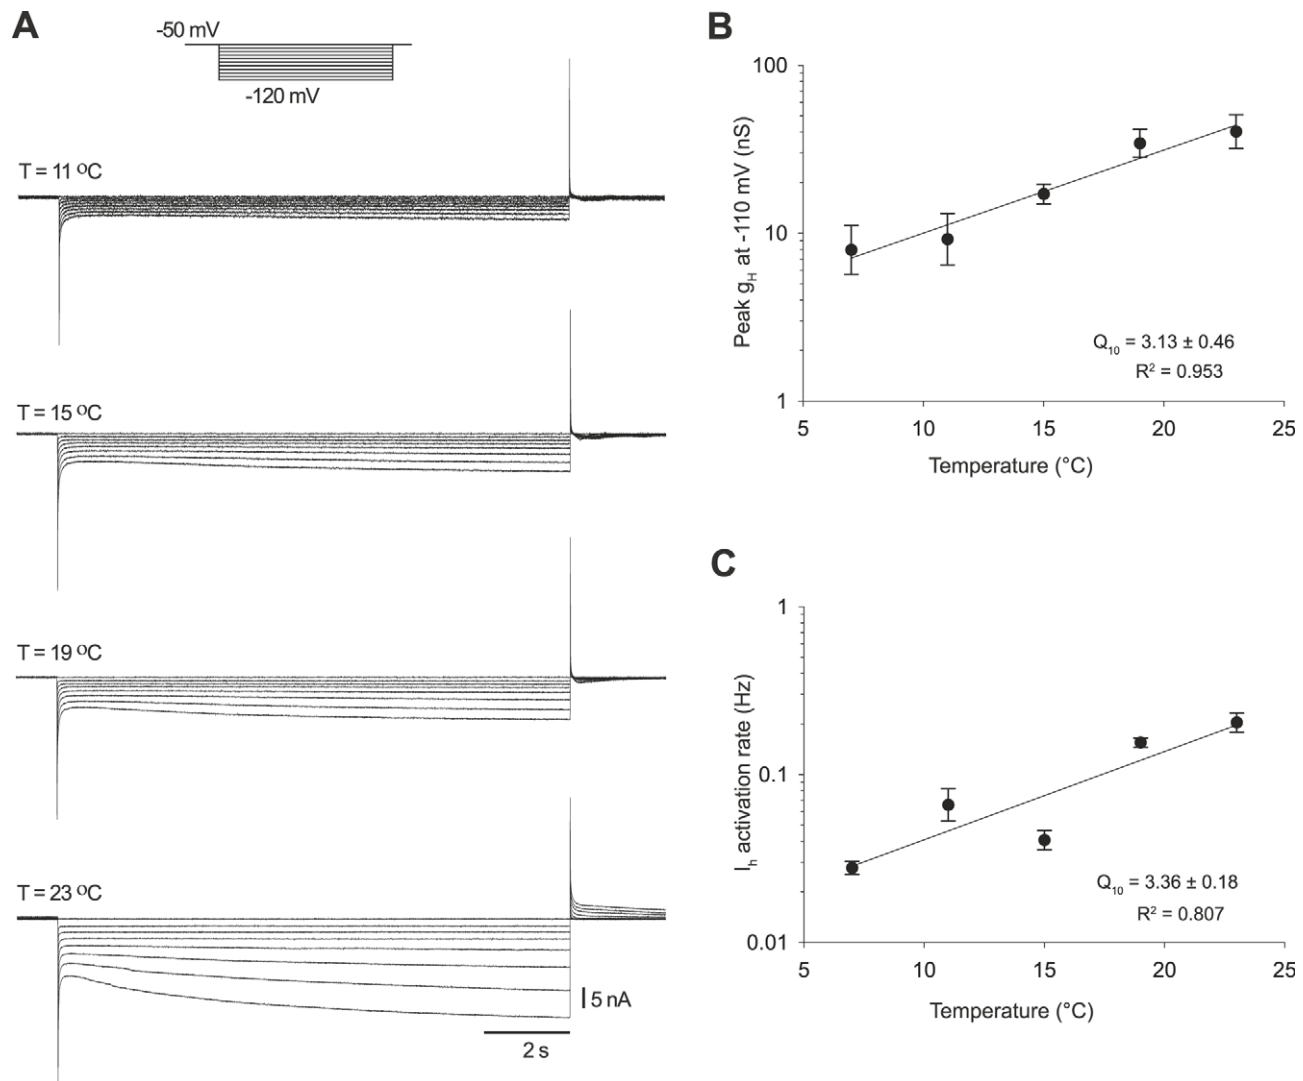 A
-50 mV
-120 mV
T = 11 °C
T = 15 °C
T = 19 °C
T = 23 °C
5 nA
2 s
B
100
10
1
Peak gH at -110 mV (nS)
Q10 = 3.13 ± 0.46
R² = 0.953
5
10
15
20
25
Temperature (°C)
C
1
0.1
0.01
Ih activation rate (Hz)
Q10 = 3.36 ± 0.18
R² = 0.807
5
10
15
20
25
Temperature (°C)